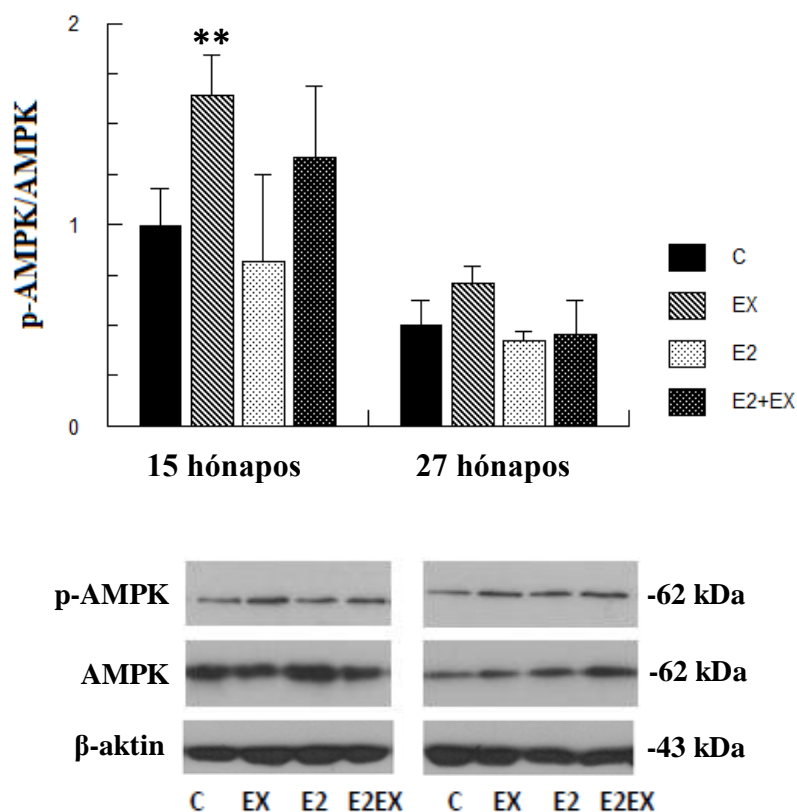 p-AMPK/AMPK
2
1
0
**
C
EX
E2
E2+EX
15 hónapos
27 hónapos
p-AMPK
-62 kDa
AMPK
-62 kDa
β-aktin
-43 kDa
C EX E2 E2EX C EX E2 E2EX